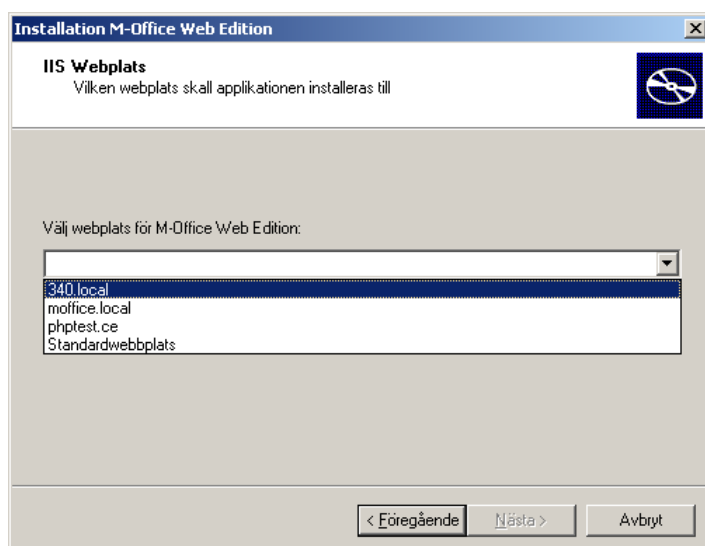 Installation M-Office Web Edition
IIS Webplats
Vilken webplats skall applikationen installeras till
Välj webplats för M-Office Web Edition:
340.local
moffice.local
phptest.ce
Standardwebbplats
< Föregående
Nästa >
Avbryt